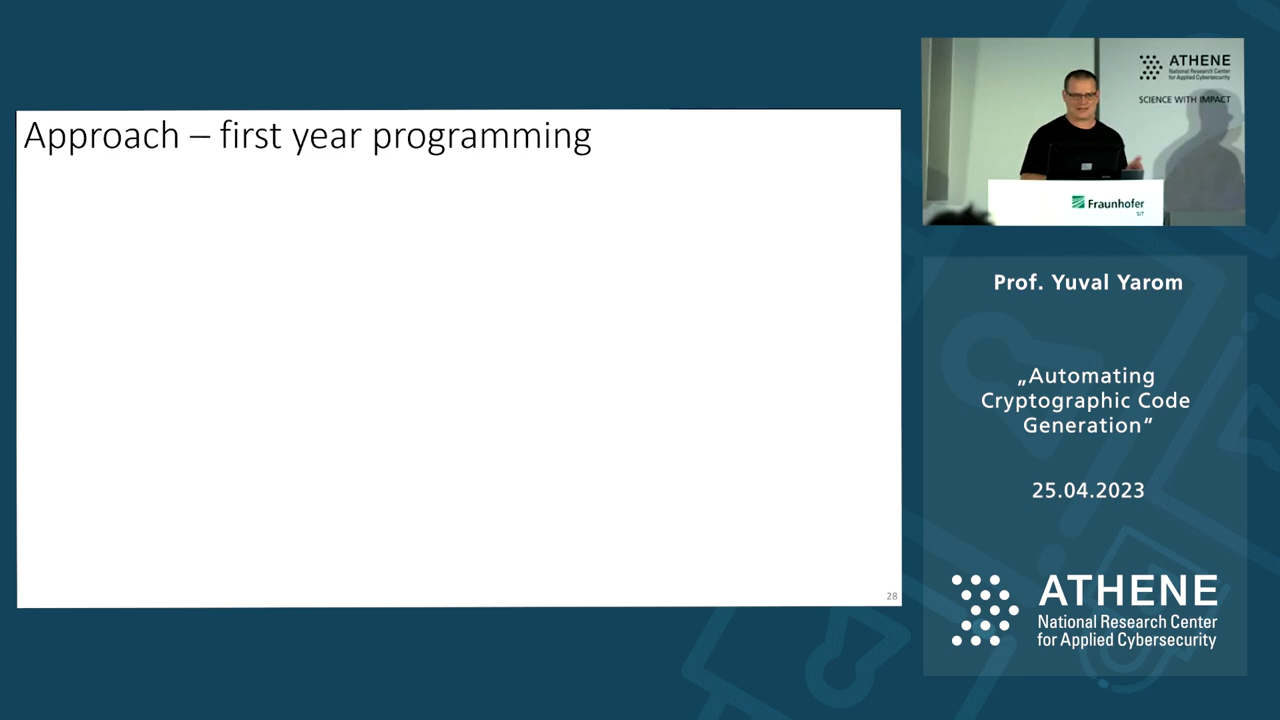 Approach – first year programming
28
ATHENE
National Research Center
for Applied Cybersecurity
SCIENCE WITH IMPACT
Fraunhofer
SIT
Prof. Yuval Yarom
„Automating
Cryptographic Code
Generation“
25.04.2023
ATHENE
National Research Center
for Applied Cybersecurity